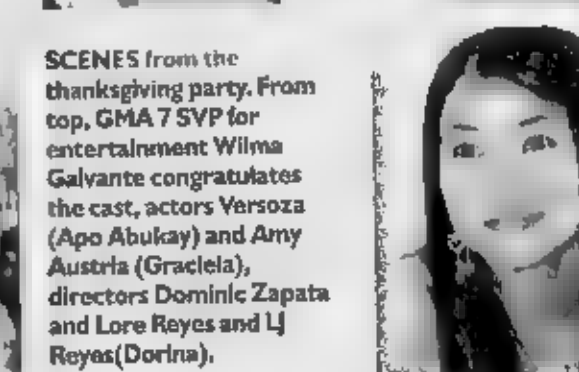 SCENES from the
thanksgiving party. From
top, GMA 7 SVP for
entertainment Wilma
Galvante congratulates
the cast, actors Versoza
(Apo Abukay) and Amy
Austria (Graciela),
directors Dominic Zapata
and Lore Reyes and LJ
Reyes(Dorina).